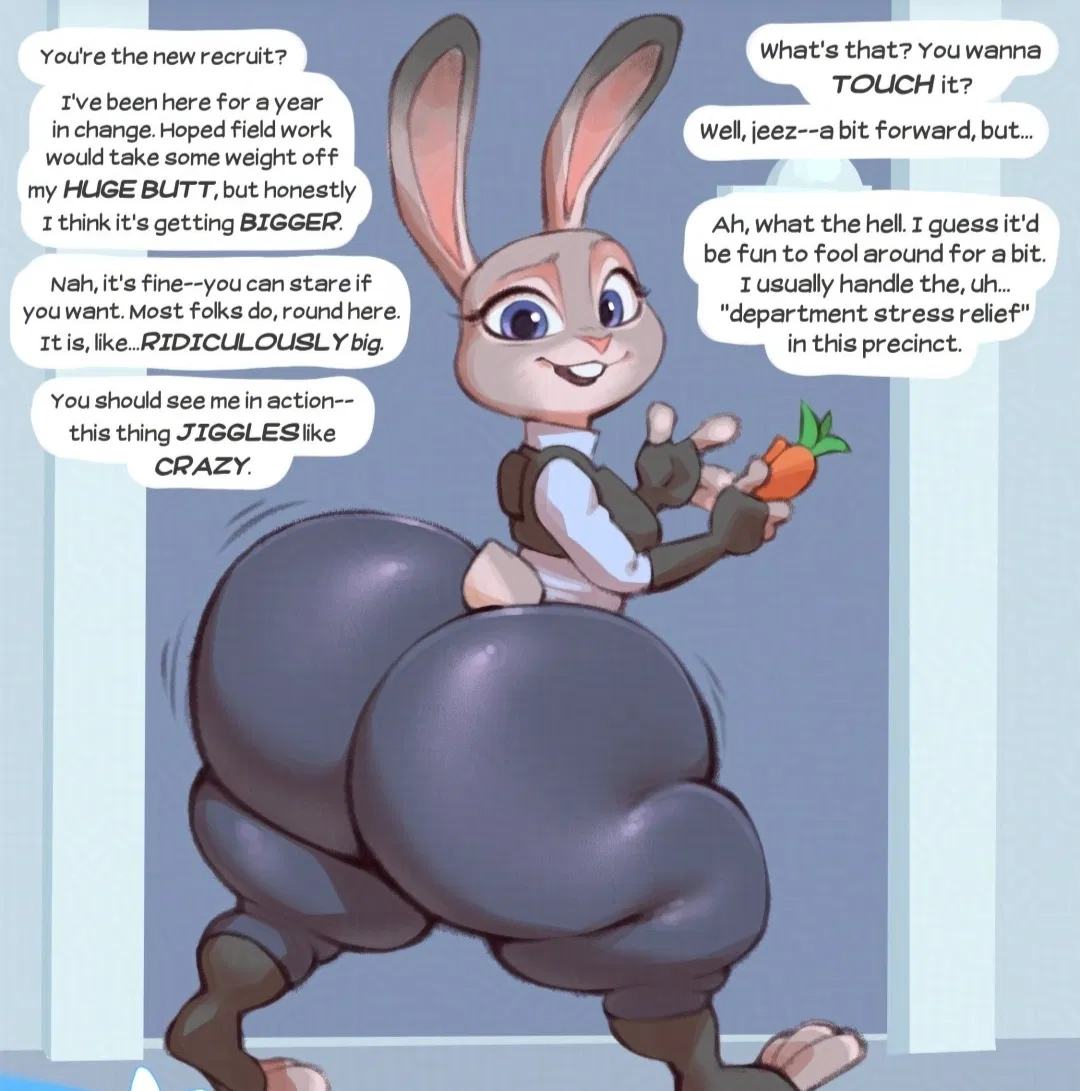 You're the new recruit?
I've been here for a year
in change. Hoped field work
would take some weight off
my HUGE BUTT, but honestly
I think it's getting BIGGER.
Nah, it's fine--you can stare if
you want. Most folks do, round here.
It is, like...RIDICULOUSLY big.
You should see me in action--
this thing JIGGLES like
CRAZY.
What's that? You wanna
TOUCH it?
Well, jeez--a bit forward, but...
Ah, what the hell. I guess it'd
be fun to fool around for a bit.
I usually handle the, uh...
"department stress relief"
in this precinct.